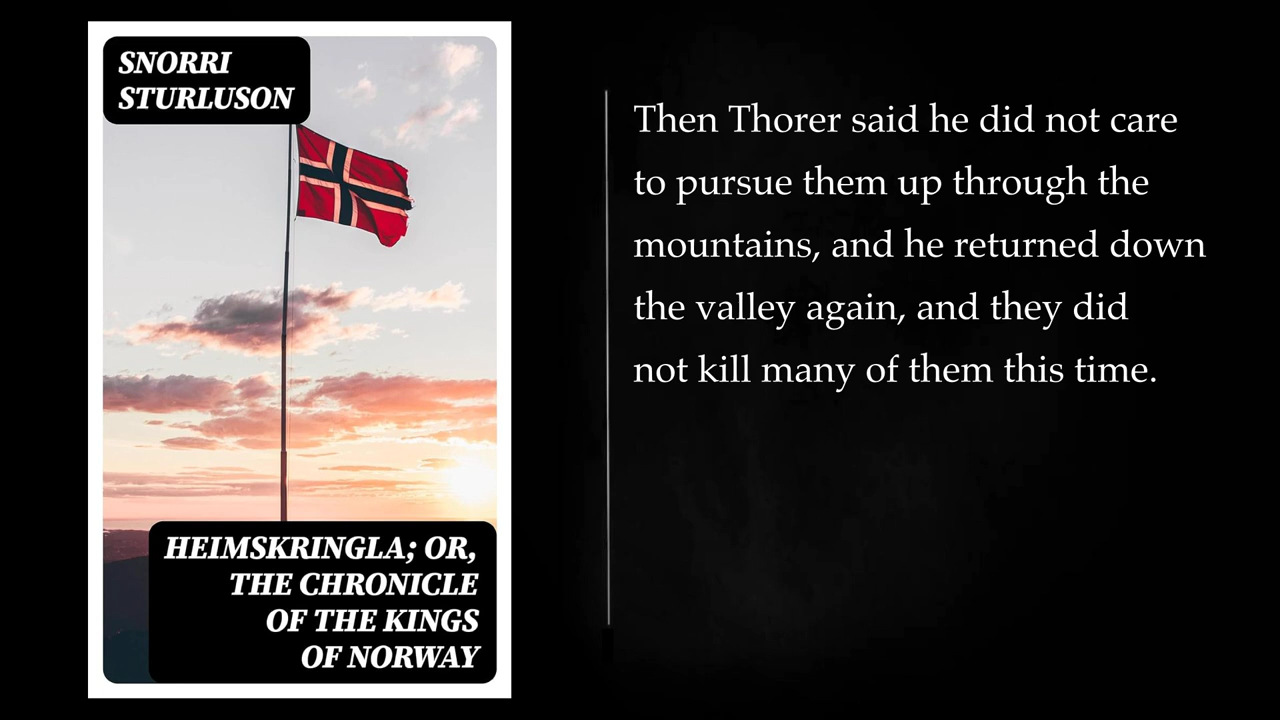 SNORRI
STURLUSON
HEIMSKRINGLA; OR,
THE CHRONICLE
OF THE KINGS
OF NORWAY
Then Thorer said he did not care
to pursue them up through the
mountains, and he returned down
the valley again, and they did
not kill many of them this time.